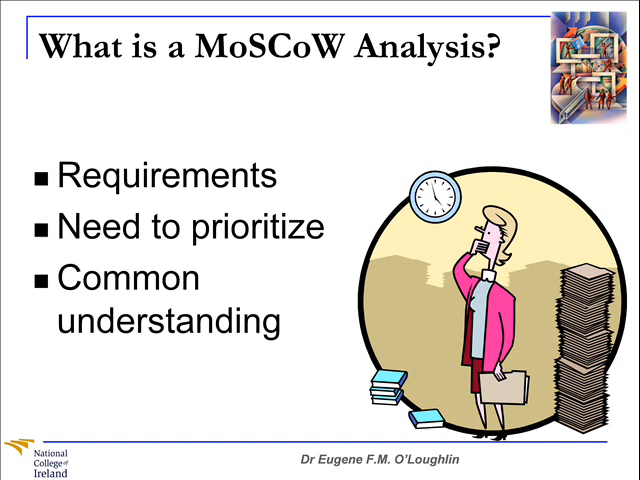 What is a MoSCoW Analysis?
Requirements
Need to prioritize
Common
understanding
National
College of
Ireland
Dr Eugene F.M. O'Loughlin